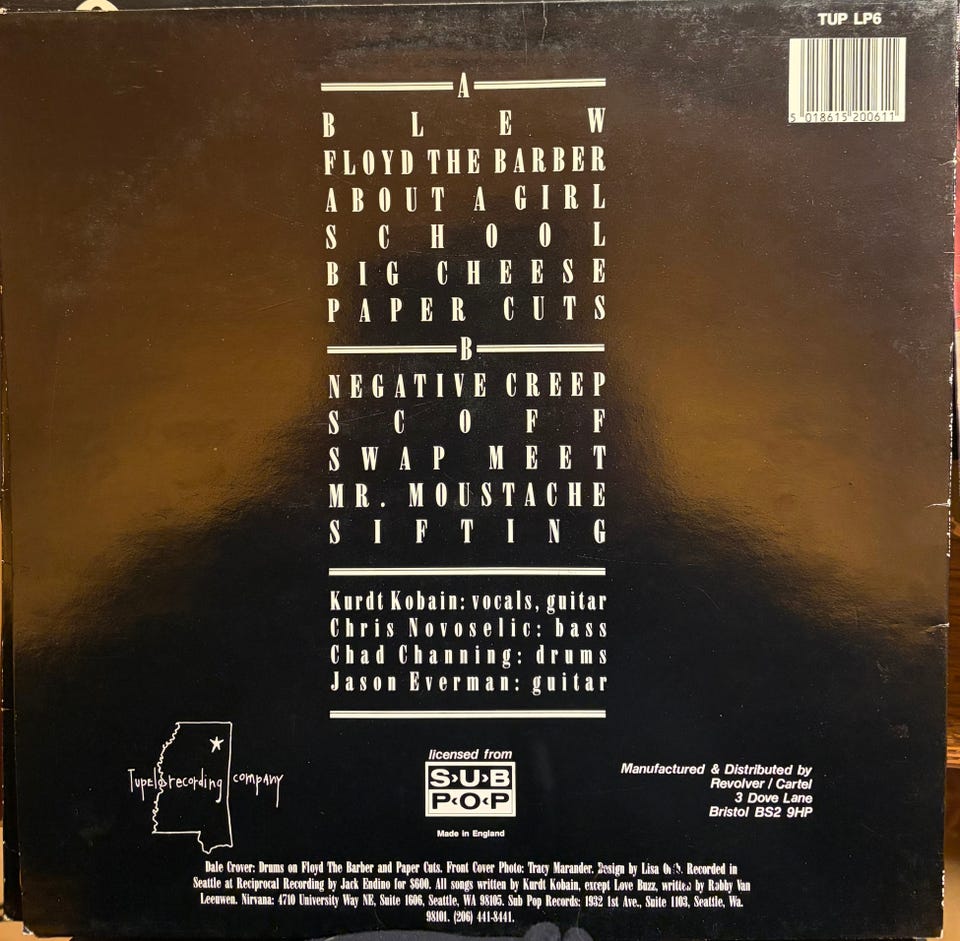 TUP LP6
5 018615 200611
A
BLEW
FLOYD THE BARBER
ABOUT A GIRL
SCHOOL
BIG CHEESE
PAPER CUTS
B
NEGATIVE CREEP
SCOFF
SWAP MEET
MR. MOUSTACHE
SIFTING
Kurdt Kobain: vocals, guitar
Chris Novoselic: bass
Chad Channing: drums
Jason Everman: guitar
Tupelo recording company
licensed from
SUB
POP
Made in England
Manufactured & Distributed by
Revolver / Cartel
3 Dove Lane
Bristol BS2 9HP
Dale Crover: Drums on Floyd The Barber and Paper Cuts. Front Cover Photo: Tracy Marander. Design by Lisa Recorded in
Seattle at Reciprocal Recording by Jack Endino for $600. All songs written by Kurdt Kobain, except Love Buzz, written by Robby Van
Leeuwen. Nirvana: 4710 University Way NE, Suite 1606, Seattle, WA 98105. Sub Pop Records: 1932 1st Ave., Suite 1103, Seattle, Wa.
98101. (206) 441-8441.